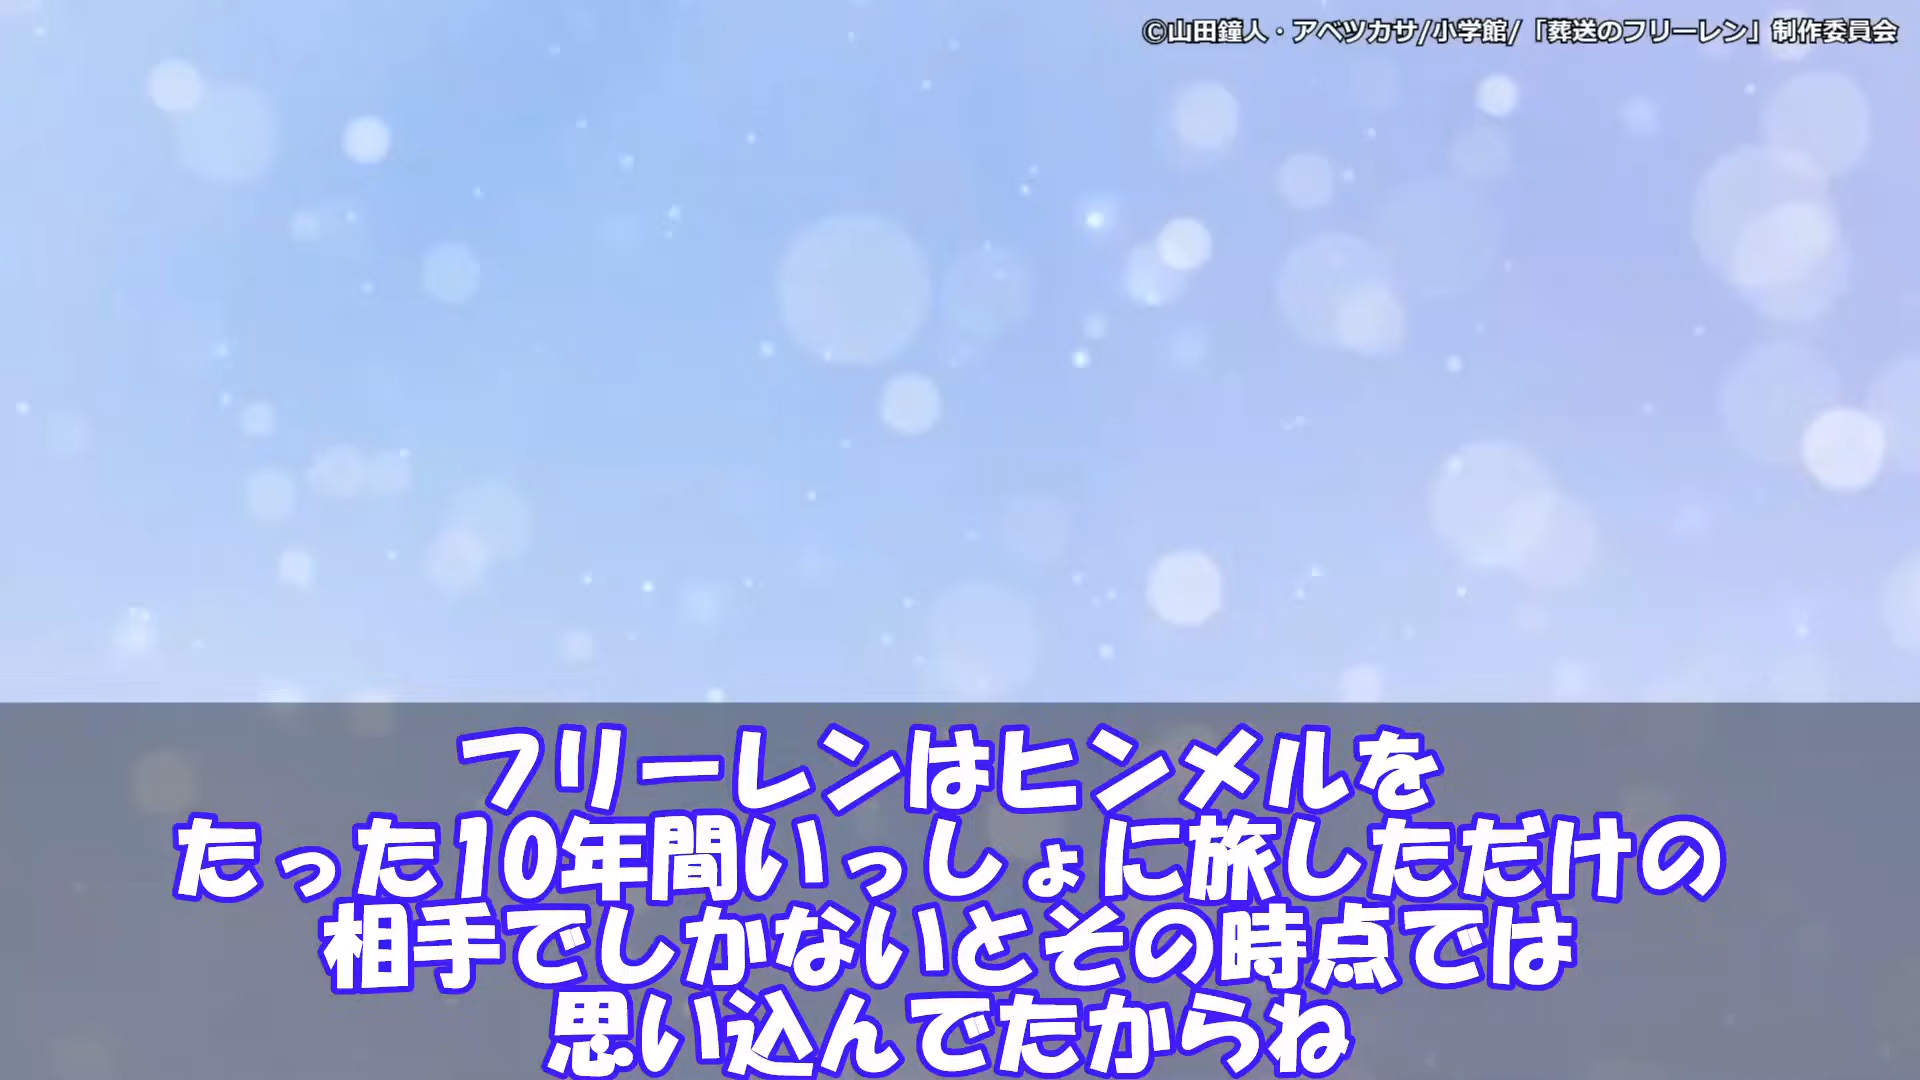 ©山田鐘人・アベツカサ/小学館/「葬送のフリーレン」制作委員会
フリーレンはヒンメルを
たった10年間いっしょに旅しただけの
相手でしかないとその時点では
思い込んでたからね